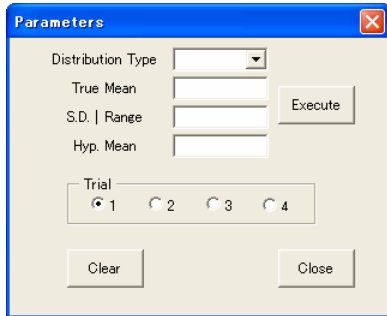 Parameters
Distribution Type
True Mean
Execute
S.D. | Range
Hyp. Mean
Trial
1 2 3 4
Clear Close